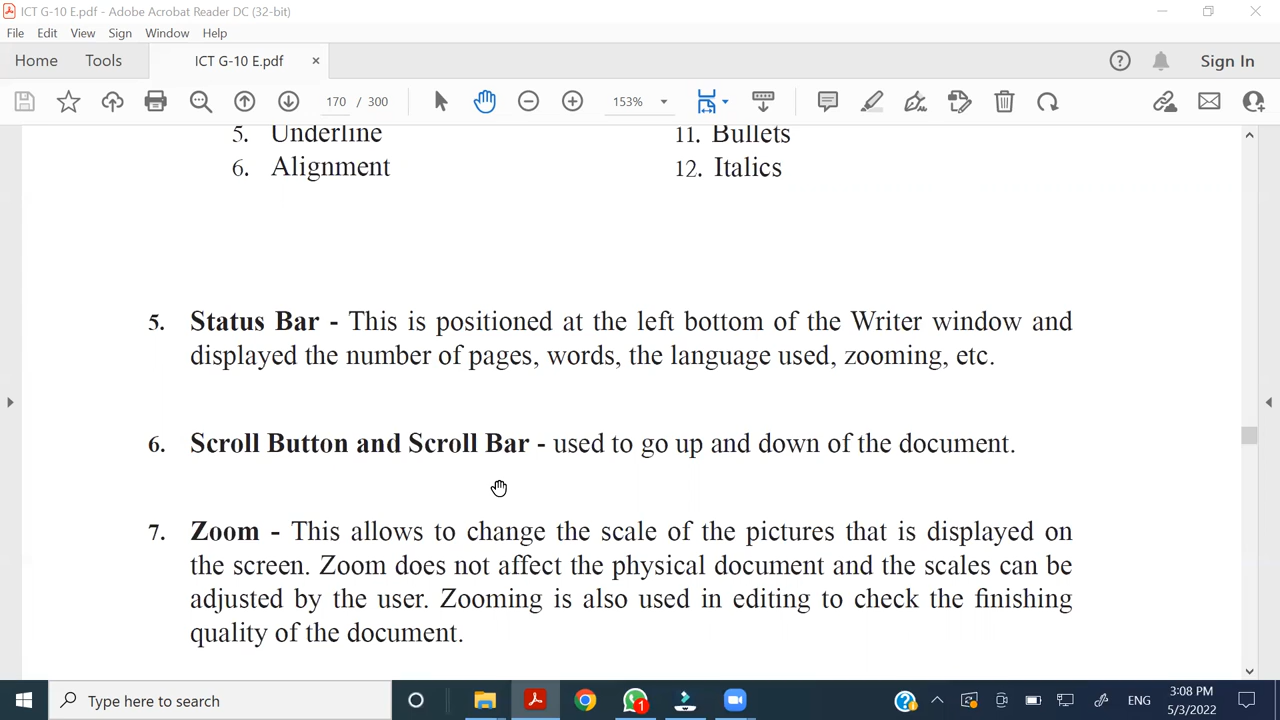 ICT G-10 E.pdf - Adobe Acrobat Reader DC (32-bit)
File Edit View Sign Window Help
Home Tools ICT G-10 E.pdf × Sign In
170 / 300 153%
5. Underline 11. Bullets
6. Alignment 12. Italics
5. Status Bar - This is positioned at the left bottom of the Writer window and
displayed the number of pages, words, the language used, zooming, etc.
6. Scroll Button and Scroll Bar - used to go up and down of the document.
7. Zoom - This allows to change the scale of the pictures that is displayed on
the screen. Zoom does not affect the physical document and the scales can be
adjusted by the user. Zooming is also used in editing to check the finishing
quality of the document.
Type here to search 1 ENG 3:08 PM
5/3/2022